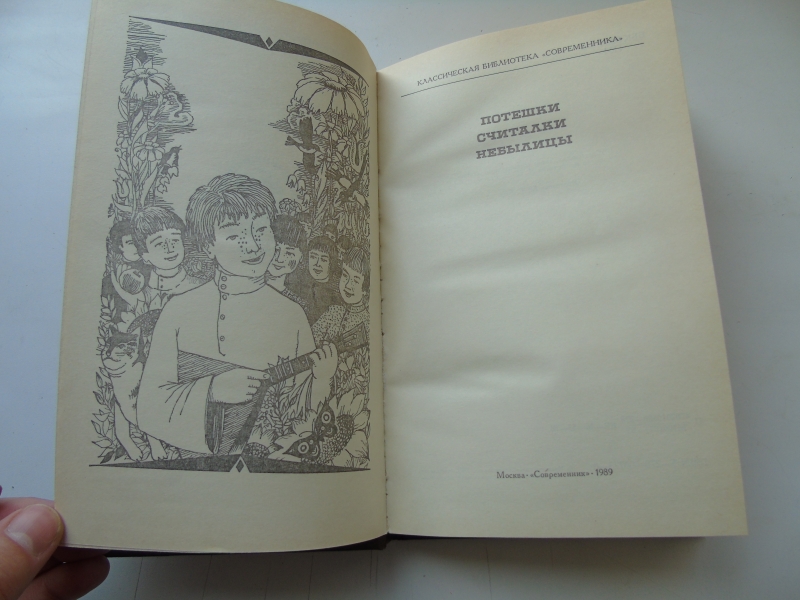 КЛАССИЧЕСКАЯ БИБЛИОТЕКА «СОВРЕМЕННИКА»
ПОТЕШКИ
СЧИТАЛКИ
НЕБЫЛИЦЫ
Москва · «Современник» · 1989